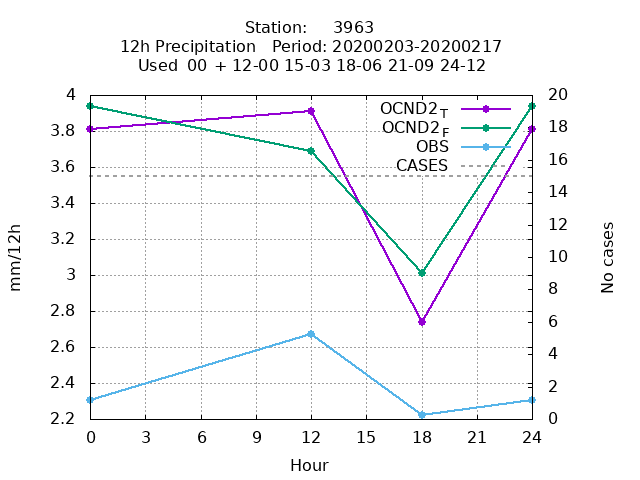 Station: 3963
12h Precipitation Period: 20200203-20200217
Used 00 + 12-00 15-03 18-06 21-09 24-12
4
3.8
3.6
3.4
3.2
3
2.8
2.6
2.4
2.2
20
18
16
14
12
10
8
6
4
2
0
OCND2T
OCND2F
OBS
CASES
mm/12h
No cases
0 3 6 9 12 15 18 21 24
Hour